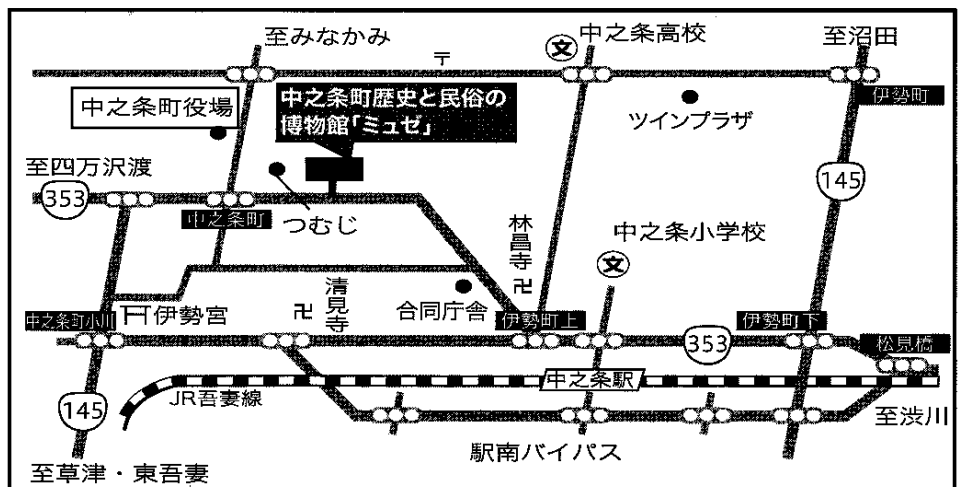 至みなかみ
〒
文
中之条高校
至沼田
伊勢町
中之条町役場
中之条町歴史と民俗の
博物館「ミュゼ」
ツインプラザ
至四万沢渡
353
145
中之条町
つむじ
林昌寺
卍
中之条小学校
文
清見寺
卍
合同庁舎
中之条町小川
伊勢宮
伊勢町上
伊勢町下
353
松見橋
中之条駅
JR吾妻線
145
至渋川
駅南バイパス
至草津・東吾妻